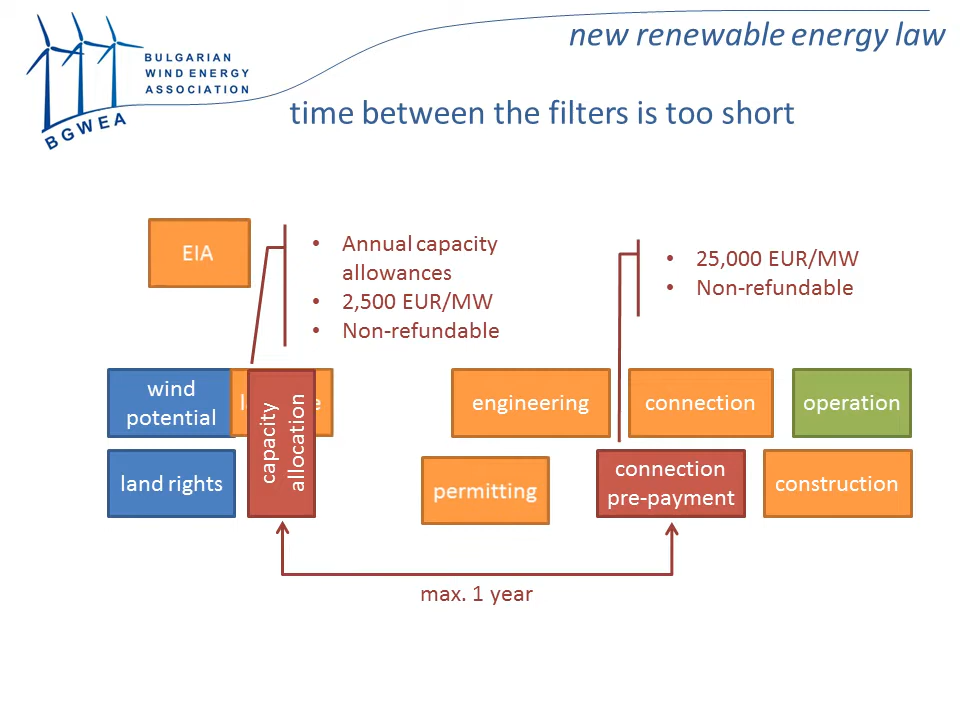 new renewable energy law
BULGARIAN
WIND ENERGY
ASSOCIATION
BGWEA
time between the filters is too short
EIA
• Annual capacity
allowances
• 2,500 EUR/MW
• Non-refundable
• 25,000 EUR/MW
• Non-refundable
wind
potential
capacity
allocation
engineering
connection
operation
land rights
permitting
connection
pre-payment
construction
max. 1 year